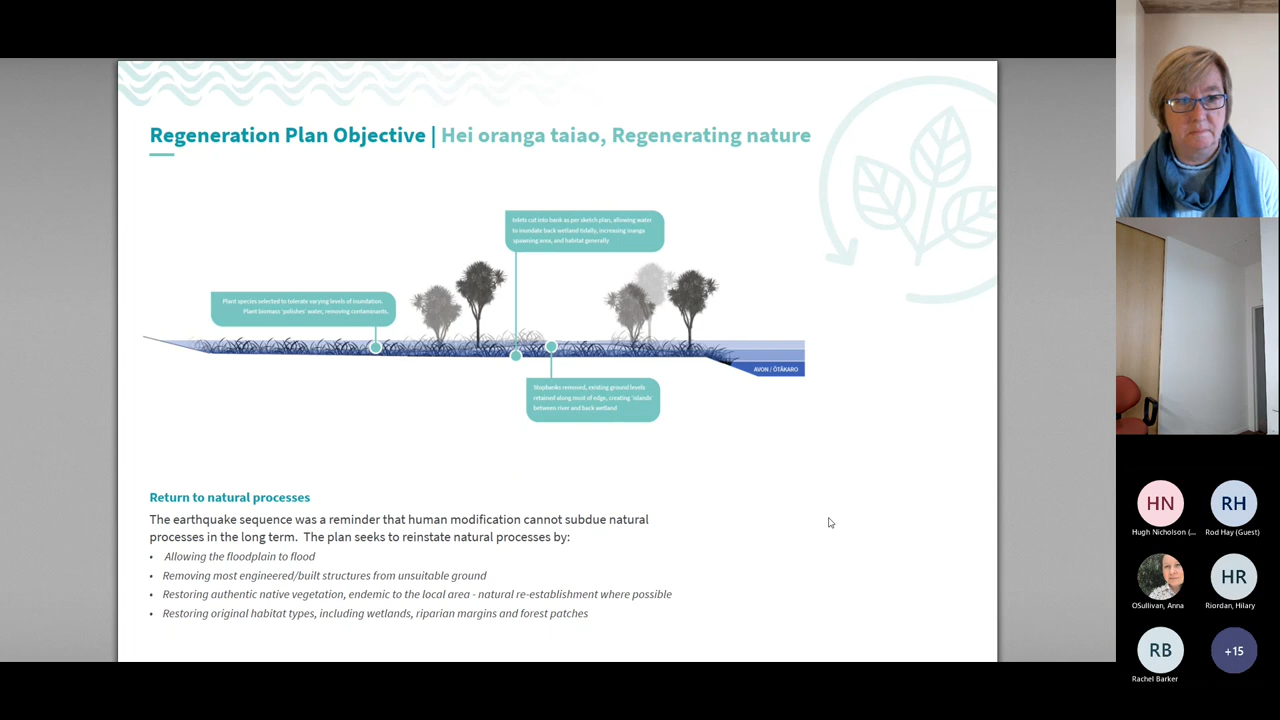 Regeneration Plan Objective | Hei oranga taiao, Regenerating nature
Inlets cut into bank as per sketch plan, allowing water
to inundate back wetland tidally, increasing inanga
spawning area, and habitat generally
Plant species selected to tolerate varying levels of inundation.
Plant biomass 'polishes' water, removing contaminants.
AVON / ŌTĀKARO
Stopbanks removed, existing ground levels
retained along most of edge, creating 'islands'
between river and back wetland
Return to natural processes
The earthquake sequence was a reminder that human modification cannot subdue natural
processes in the long term. The plan seeks to reinstate natural processes by:
• Allowing the floodplain to flood
• Removing most engineered/built structures from unsuitable ground
• Restoring authentic native vegetation, endemic to the local area - natural re-establishment where possible
• Restoring original habitat types, including wetlands, riparian margins and forest patches
HN
RH
Hugh Nicholson (...
Rod Hay (Guest)
HR
OSullivan, Anna
Riordan, Hilary
RB
+15
Rachel Barker